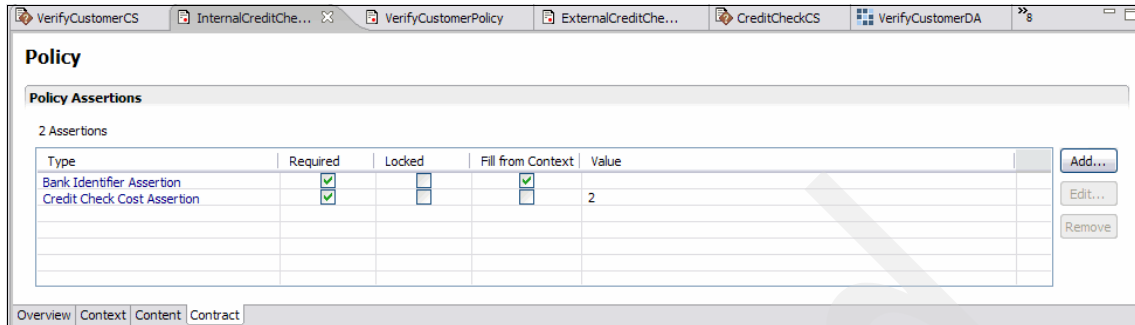 VerifyCustomerCS InternalCreditChe... VerifyCustomerPolicy ExternalCreditChe... CreditCheckCS VerifyCustomerDA »8
Policy
Policy Assertions
2 Assertions
Type Required Locked Fill from Context Value
Add...
Bank Identifier Assertion
Credit Check Cost Assertion 2
Edit...
Remove
Overview Context Content Contract